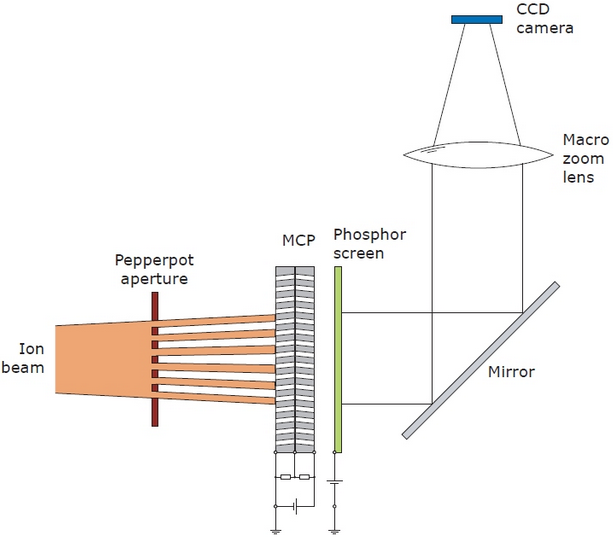 CCD
camera
Macro
zoom
lens
MCP
Phosphor
screen
Pepperpot
aperture
Ion
beam
Mirror